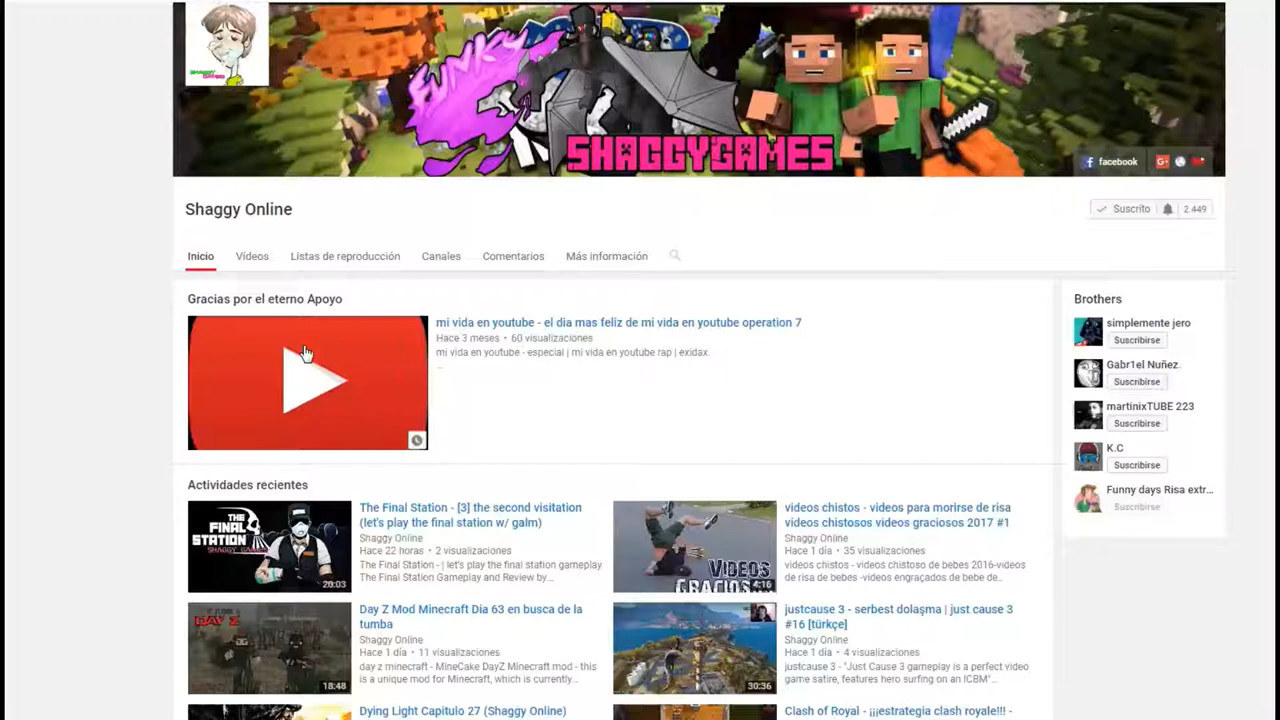 SHAGGYGAMES
facebook
Shaggy Online
Suscrito 2.449
Inicio Vídeos Listas de reproducción Canales Comentarios Más información
Gracias por el eterno Apoyo
mi vida en youtube - el dia mas feliz de mi vida en youtube operation 7
Hace 3 meses • 60 visualizaciones
mi vida en youtube - especial | mi vida en youtube rap | exidax.
...
Brothers
simplemente jero
Suscribirse
Gabr1el Nuñez.
Suscribirse
martinixTUBE 223
Suscribirse
K.C
Suscribirse
Funny days Risa extr...
Suscribirse
Actividades recientes
THE FINAL STATION
SHAGGY GAMES
20:03
The Final Station - [3] the second visitation
(let's play the final station w/ galm)
Shaggy Online
Hace 22 horas • 2 visualizaciones
The Final Station - | let's play the final station gameplay
The Final Station Gameplay and Review by...
VIDEOS
GRACIOSOS
4:16
videos chistos - videos para morirse de risa
videos chistosos videos graciosos 2017 #1
Shaggy Online
Hace 1 día • 35 visualizaciones
videos chistos - videos chistoso de bebes 2016-videos
de risa de bebes -videos engraçados de bebe de...
DAY Z
18:48
Day Z Mod Minecraft Dia 63 en busca de la
tumba
Shaggy Online
Hace 1 día • 11 visualizaciones
day z minecraft - MineCake DayZ Minecraft mod - this
is a unique mod for Minecraft, which is currently...
30:36
justcause 3 - serbest dolaşma | just cause 3
#16 [türkçe]
Shaggy Online
Hace 1 día • 4 visualizaciones
justcause 3 - "Just Cause 3 gameplay is a perfect video
game satire, features hero surfing on an ICBM"...
Dying Light Capitulo 27 (Shaggy Online)
Clash of Royal - ¡¡¡estrategia clash royale!!! -